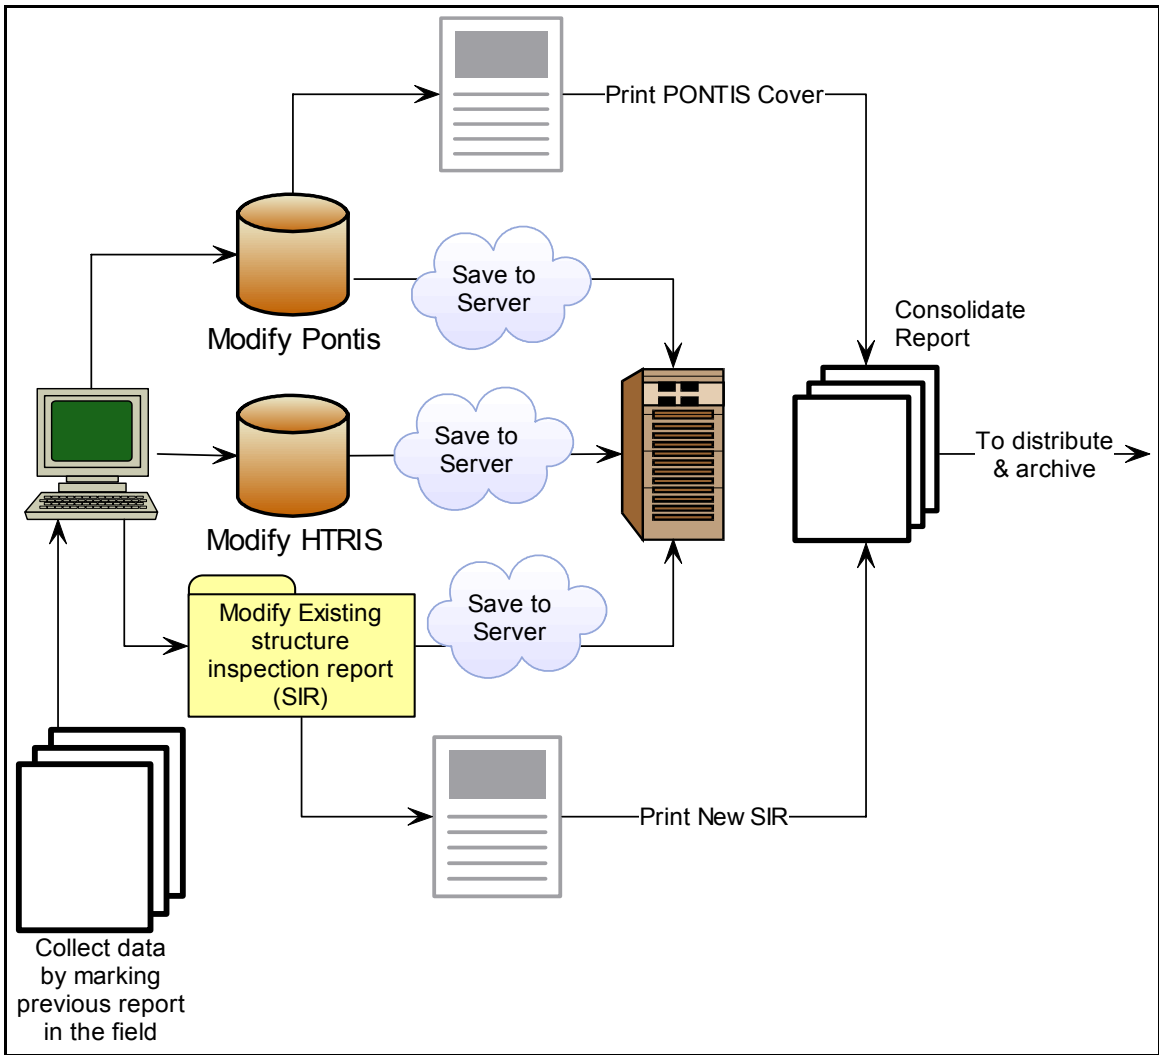 Print PONTIS Cover
Save to
Server
Modify Pontis
Consolidate
Report
Save to
Server
To distribute
& archive
Modify HTRIS
Modify Existing
structure
inspection report
(SIR)
Save to
Server
Print New SIR
Collect data
by marking
previous report
in the field